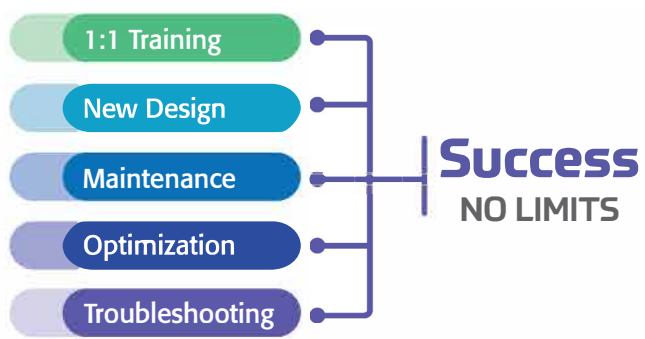 1:1 Training
New Design
Maintenance
Optimization
Troubleshooting
Success
NO LIMITS